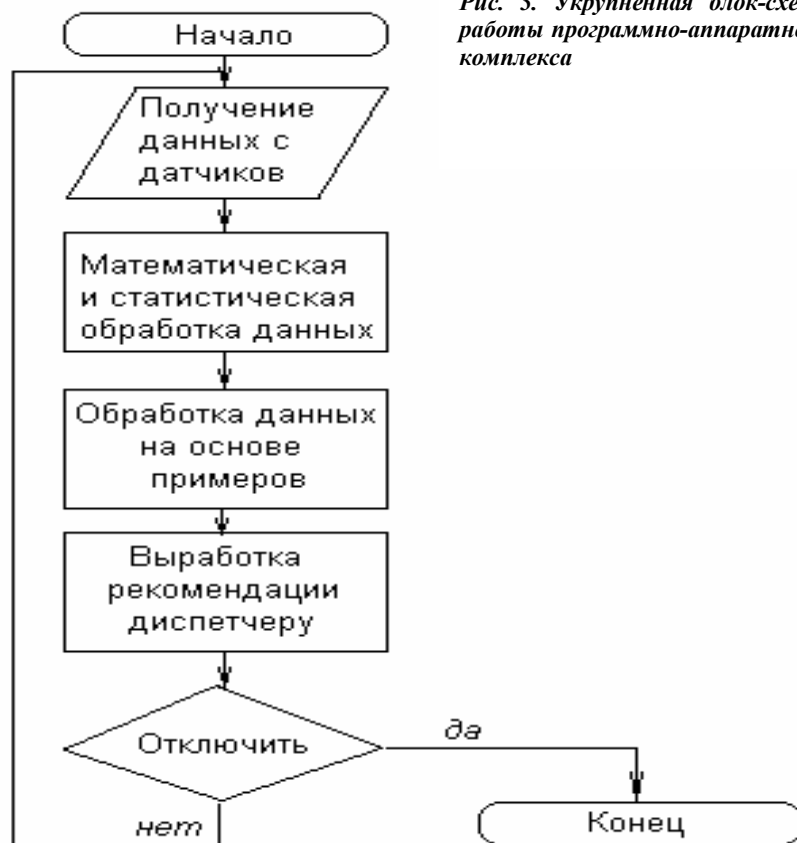 Рис. 3. Укрупненная блок-схе
работы программно-аппаратн
комплекса
Начало
Получение
данных с
датчиков
Математическая
и статистическая
обработка данных
Обработка данных
на основе
примеров
Выработка
рекомендации
диспетчеру
Отключить
да
нет
Конец